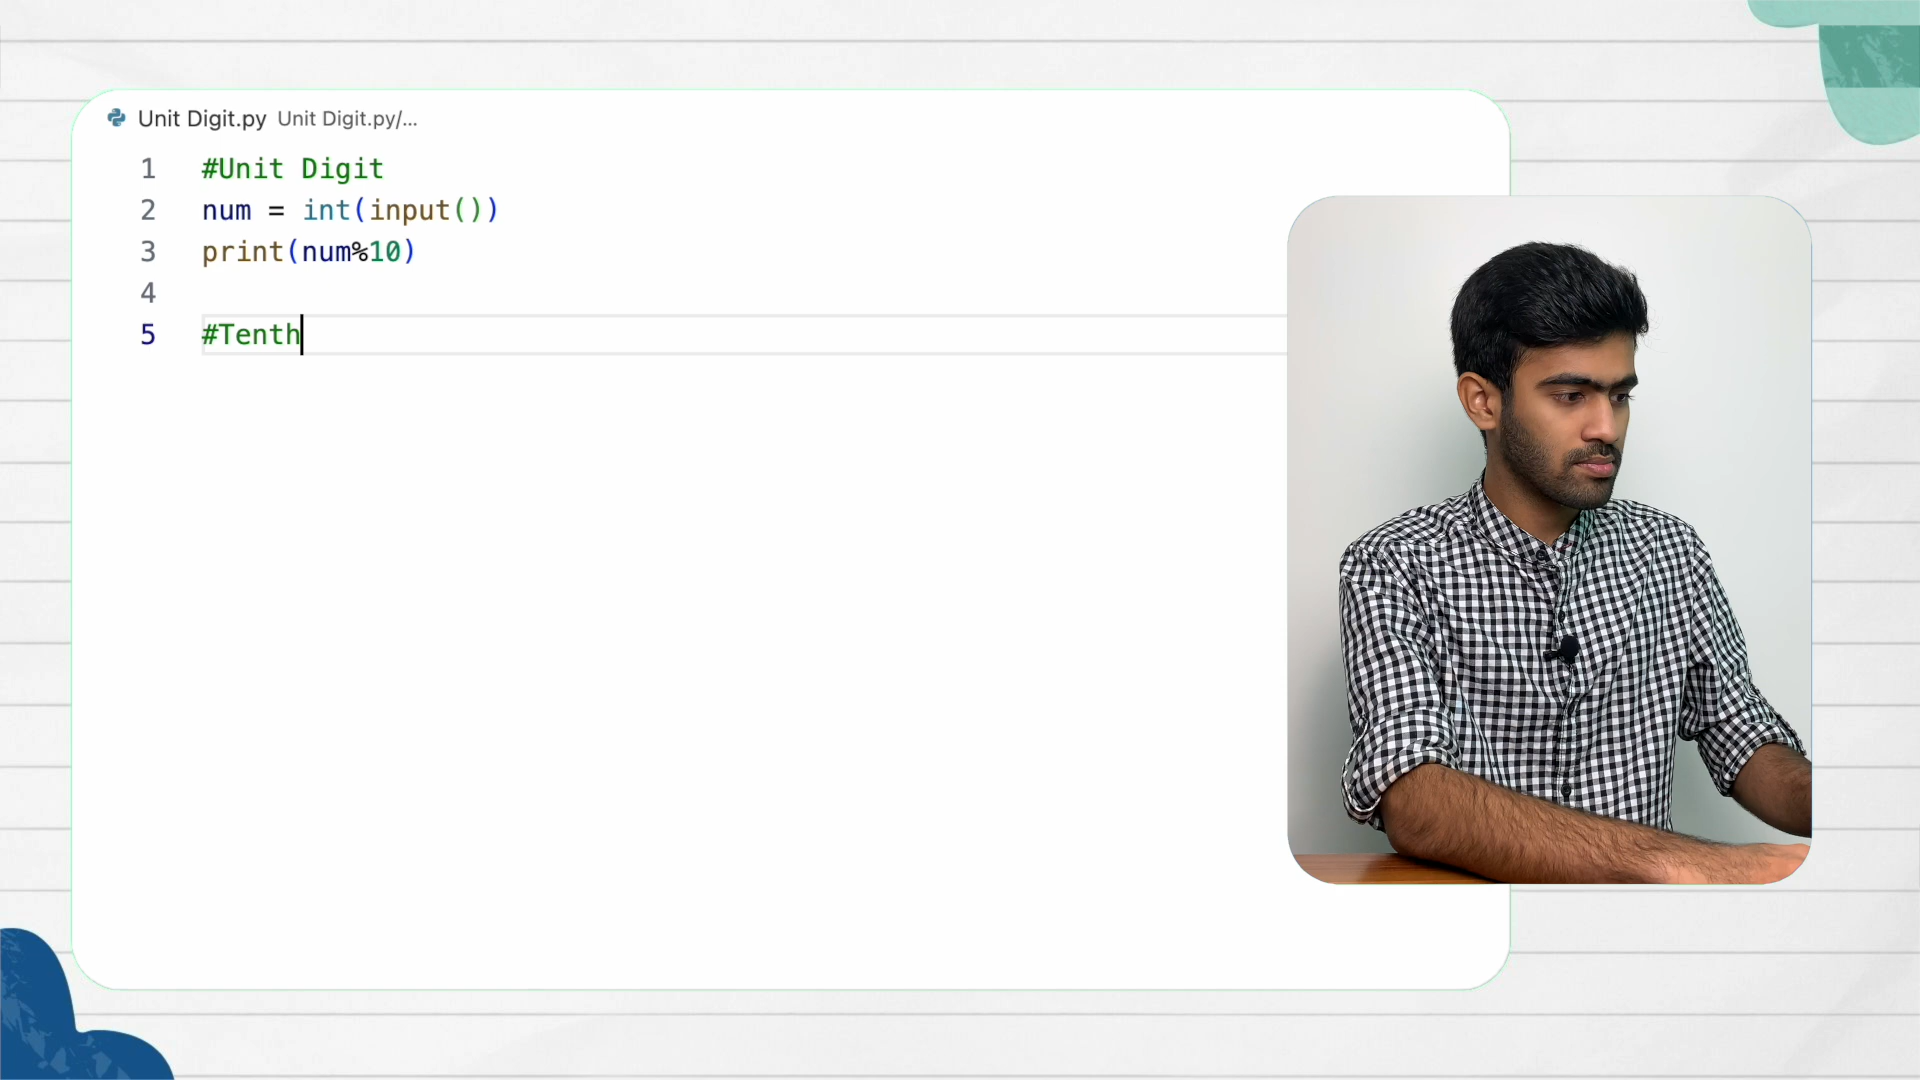 Unit Digit.py Unit Digit.py/...
1 #Unit Digit
2 num = int(input())
3 print(num%10)
4
5 #Tenth